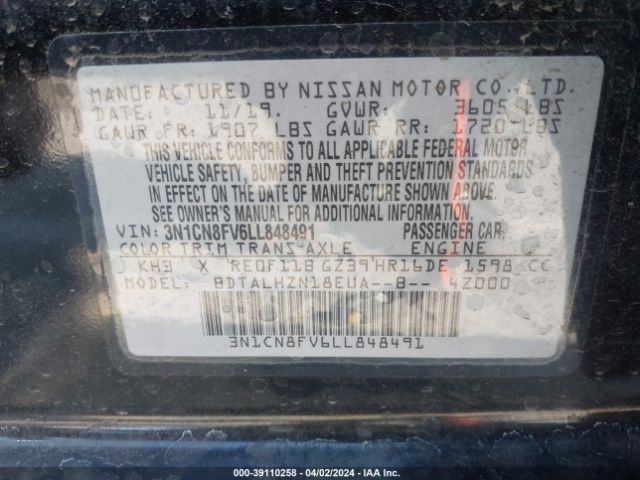 MANUFACTURED BY NISSAN MOTOR CO., LTD.
DATE: 11/19. GVWR: 3605 LBS
GAWR FR: 1907 LBS GAWR RR: 1720 LBS
THIS VEHICLE CONFORMS TO ALL APPLICABLE FEDERAL MOTOR
VEHICLE SAFETY, BUMPER AND THEFT PREVENTION STANDARDS
IN EFFECT ON THE DATE OF MANUFACTURE SHOWN ABOVE.
SEE OWNER'S MANUAL FOR ADDITIONAL INFORMATION.
VIN: 3N1CN8FV6LL848491 PASSENGER CAR.
COLOR TRIM TRANS-AXLE ENGINE
KH3 X RE0F11B GZ39 HR16DE 1598 CC
MODEL: BDTALHZN18EUA--8-- 4Z000
3N1CN8FV6LL848491
000-39110258 - 04/02/2024 - IAA Inc.